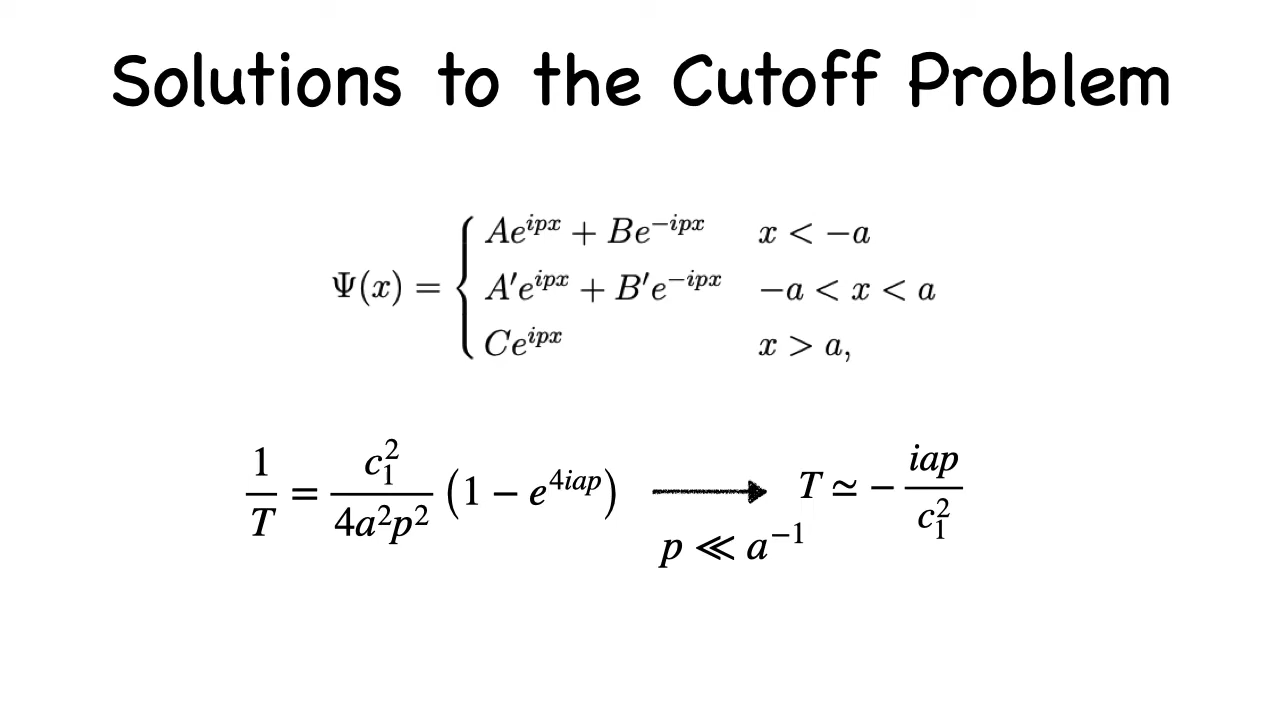 Solutions to the Cutoff Problem
Ψ(x) = { Ae^{ipx} + Be^{-ipx}   x < -a
A′e^{ipx} + B′e^{-ipx}   -a < x < a
Ce^{ipx}   x > a,
1/T = c_1^2/(4a^2p^2) (1 − e^{4iap}) ⟶ T ≃ − iap/c_1^2
p ≪ a^{-1}